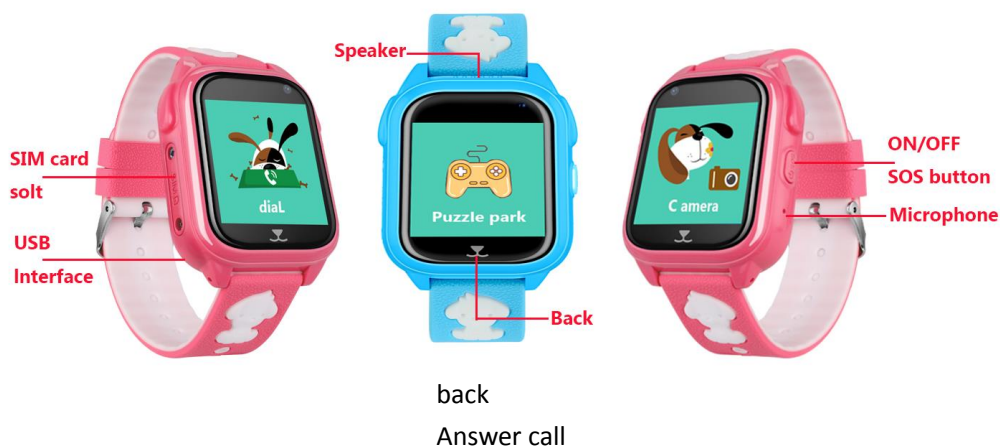 Speaker
SIM card
solt
USB
Interface
diaL
Puzzle park
Back
C amera
ON/OFF
SOS button
Microphone
back
Answer call